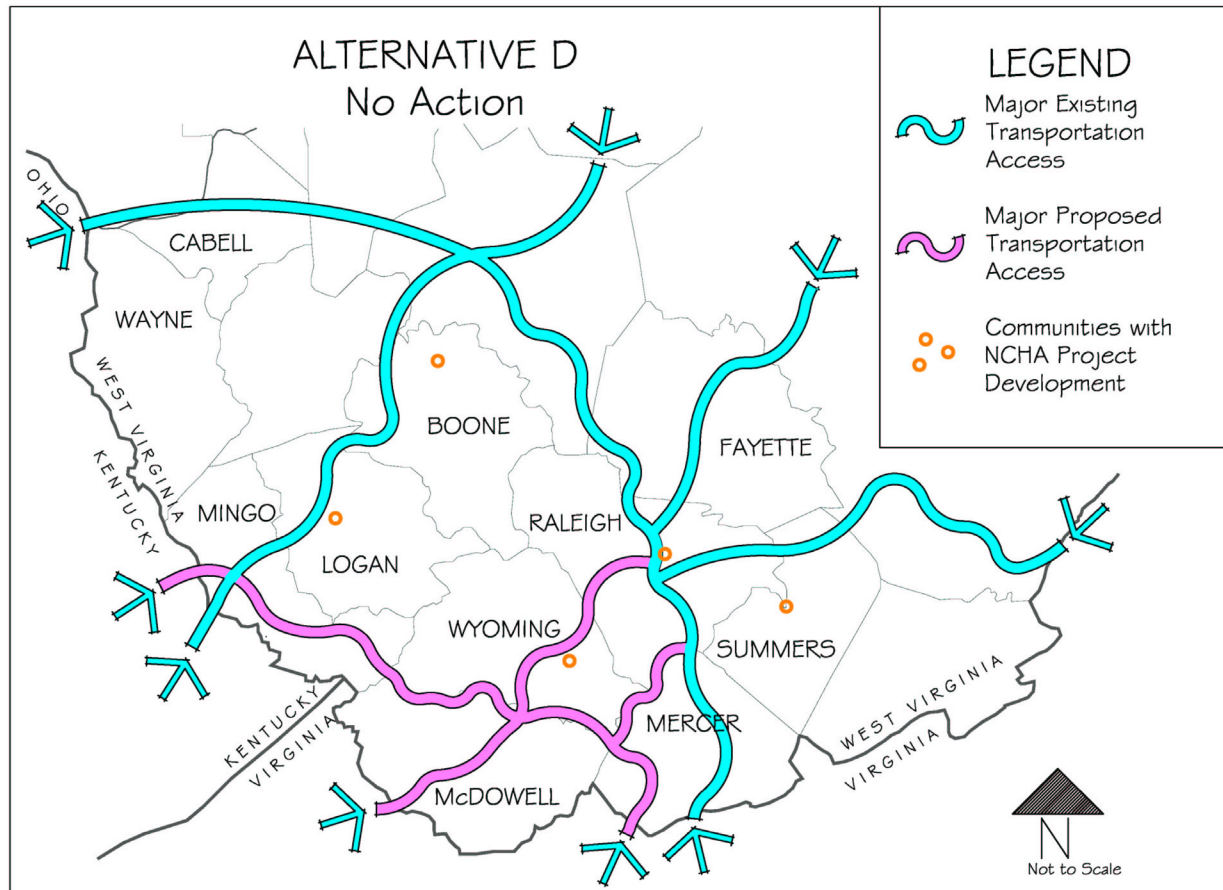 ALTERNATIVE D
No Action
LEGEND
Major Existing
Transportation
Access
Major Proposed
Transportation
Access
Communities with
NCHA Project
Development
OHIO
CABELL
WAYNE
WEST VIRGINIA
KENTUCKY
BOONE
FAYETTE
MINGO
RALEIGH
LOGAN
WYOMING
SUMMERS
MERCER
KENTUCKY
VIRGINIA
WEST VIRGINIA
VIRGINIA
McDOWELL
N
Not to Scale